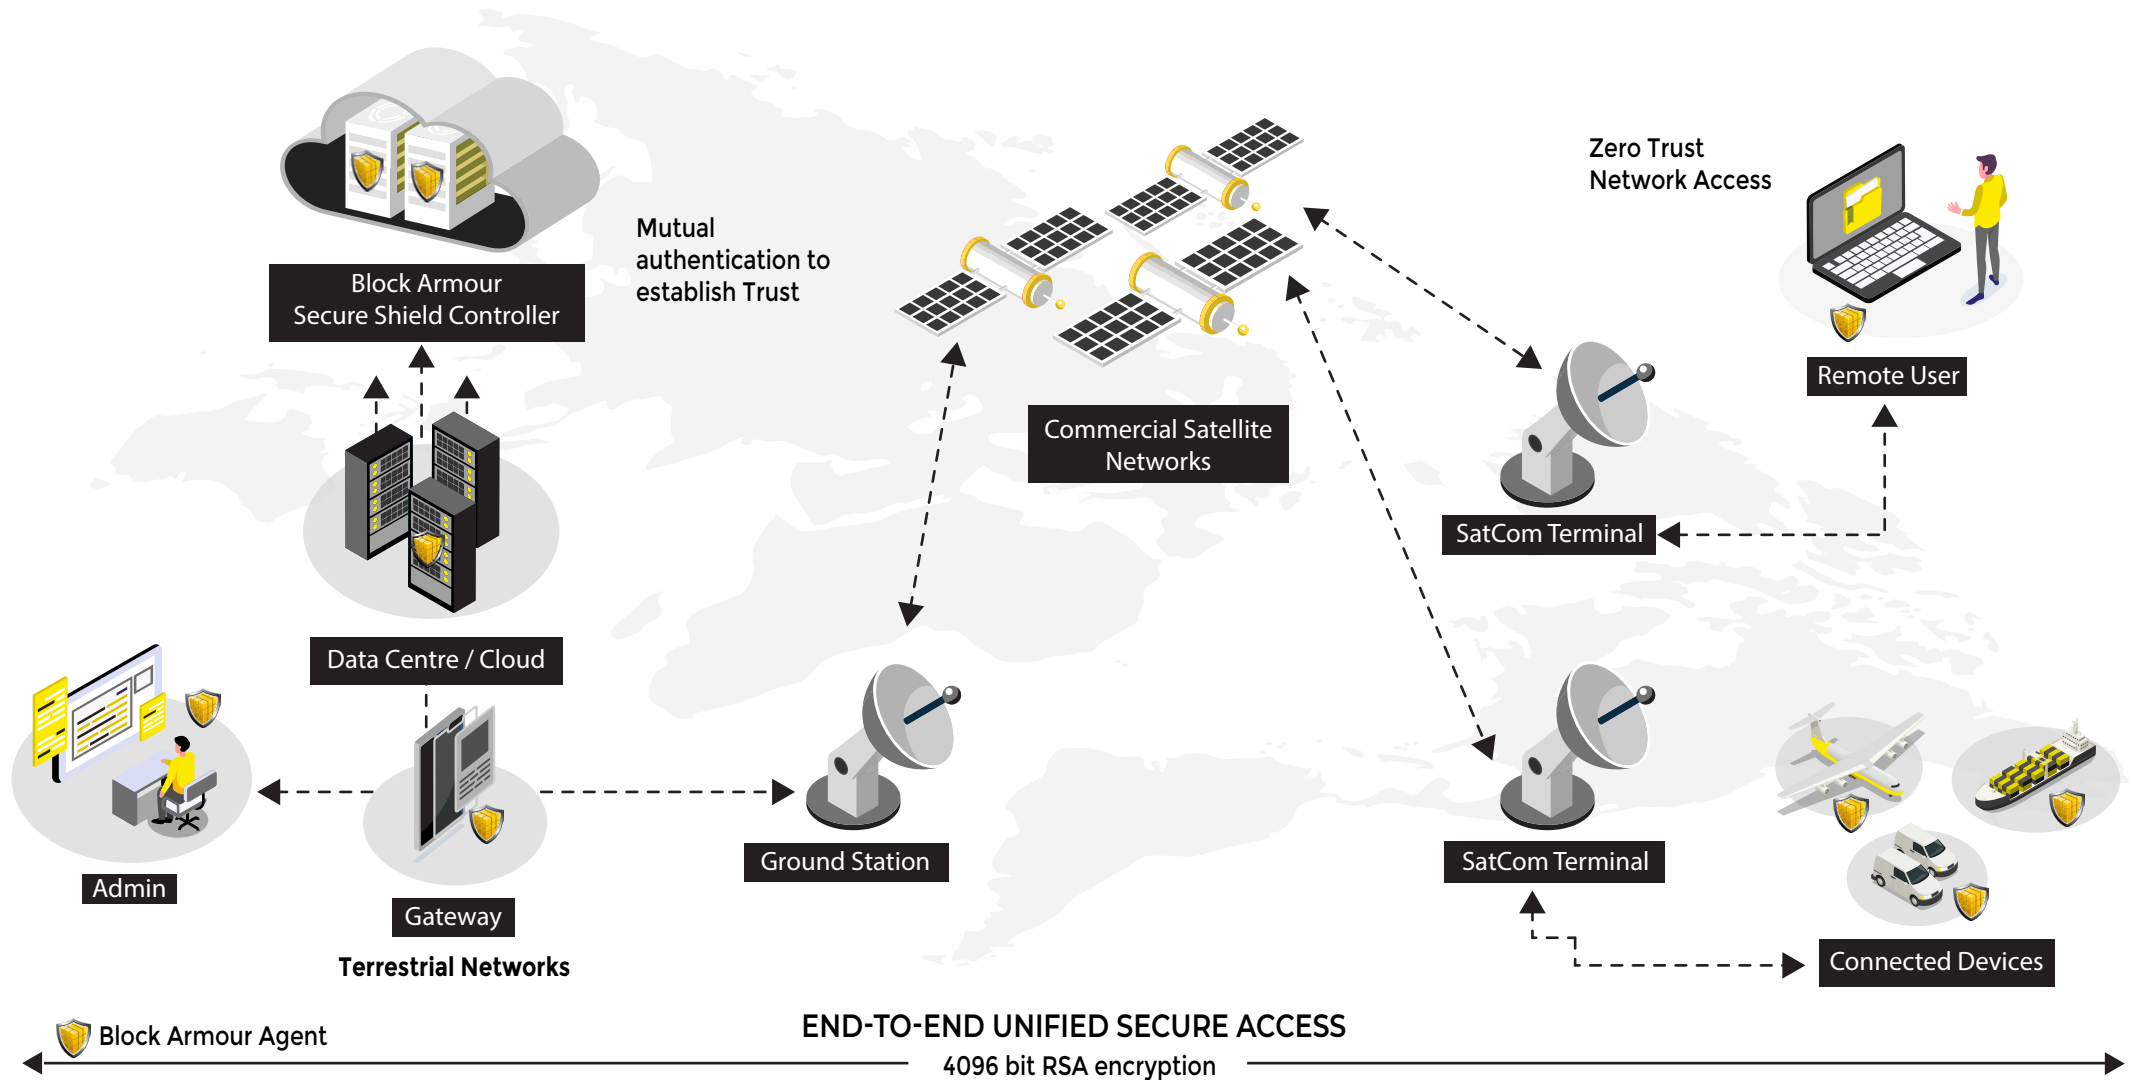 Block Armour
Secure Shield Controller
Mutual
authentication to
establish Trust
Zero Trust
Network Access
Remote User
Commercial Satellite
Networks
SatCom Terminal
Data Centre / Cloud
Admin
Gateway
Terrestrial Networks
Ground Station
SatCom Terminal
Connected Devices
Block Armour Agent
END-TO-END UNIFIED SECURE ACCESS
4096 bit RSA encryption